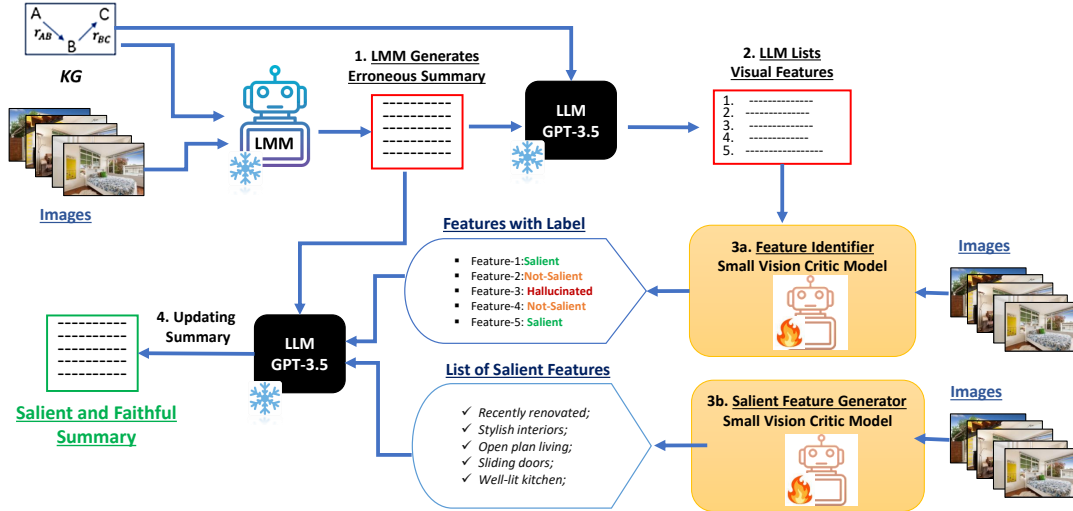 A
C
r_AB
r_BC
B
KG
Images
LMM
1. LMM Generates
Erroneous Summary
LLM
GPT-3.5
2. LLM Lists
Visual Features
1.
2.
3.
4.
5.
Features with Label
Feature-1:Salient
Feature-2:Not-Salient
Feature-3: Hallucinated
Feature-4: Not-Salient
Feature-5: Salient
3a. Feature Identifier
Small Vision Critic Model
Images
4. Updating
Summary
LLM
GPT-3.5
Salient and Faithful
Summary
List of Salient Features
✓ Recently renovated;
✓ Stylish interiors;
✓ Open plan living;
✓ Sliding doors;
✓ Well-lit kitchen;
3b. Salient Feature Generator
Small Vision Critic Model
Images